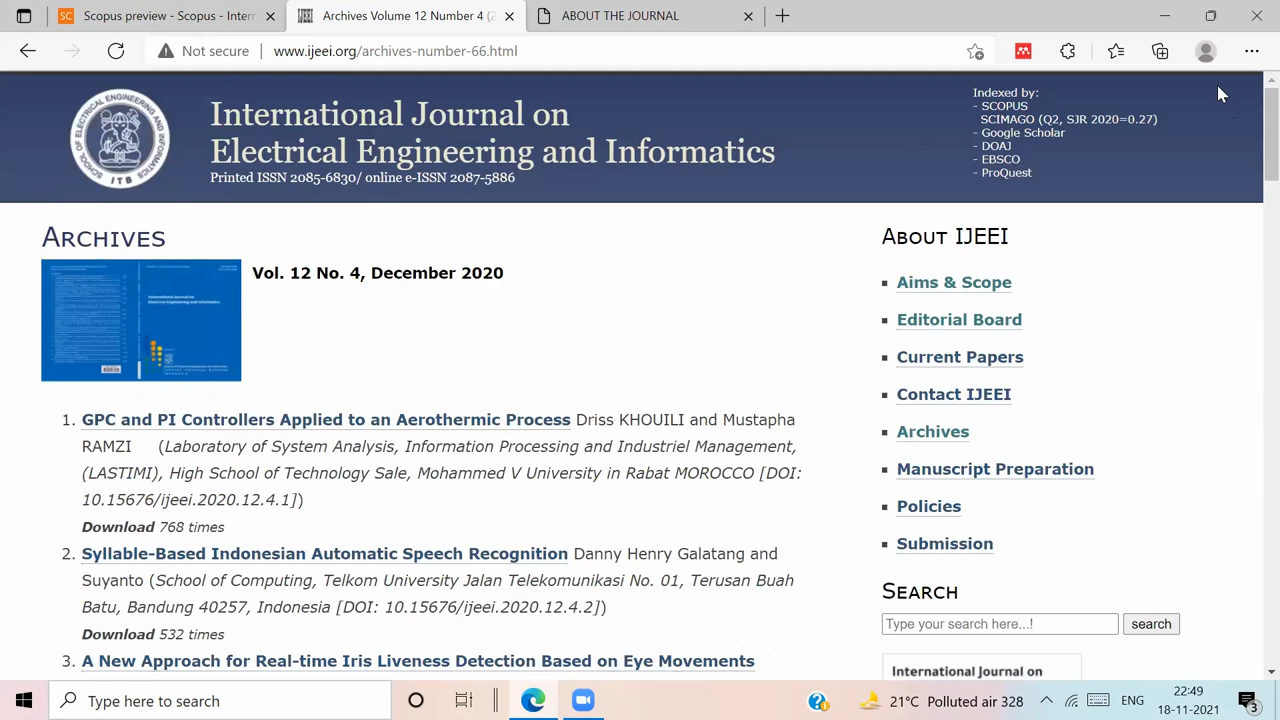 Scopus preview - Scopus - Scopus
Archives Volume 12 Number 4 (2
ABOUT THE JOURNAL
Not secure
www.ijeei.org/archives-number-66.html
International Journal on
Electrical Engineering and Informatics
Printed ISSN 2085-6830/ online e-ISSN 2087-5886
Indexed by:
- SCOPUS
SCIMAGO (Q2, SJR 2020=0.27)
- Google Scholar
- DOAJ
- EBSCO
- ProQuest
ARCHIVES
Vol. 12 No. 4, December 2020
1. GPC and PI Controllers Applied to an Aerothermic Process Driss KHOUILI and Mustapha
RAMZI (Laboratory of System Analysis, Information Processing and Industriel Management,
(LASTIMI), High School of Technology Sale, Mohammed V University in Rabat MOROCCO [DOI:
10.15676/ijeei.2020.12.4.1])
Download 768 times
2. Syllable-Based Indonesian Automatic Speech Recognition Danny Henry Galatang and
Suyanto (School of Computing, Telkom University Jalan Telekomunikasi No. 01, Terusan Buah
Batu, Bandung 40257, Indonesia [DOI: 10.15676/ijeei.2020.12.4.2])
Download 532 times
3. A New Approach for Real-time Iris Liveness Detection Based on Eye Movements
ABOUT IJEEI
Aims & Scope
Editorial Board
Current Papers
Contact IJEEI
Archives
Manuscript Preparation
Policies
Submission
SEARCH
Type your search here...!
search
International Journal on
Type here to search
21°C Polluted air 328
ENG
22:49
18-11-2021
3